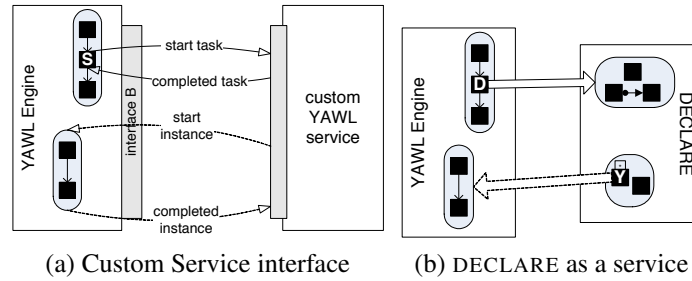 YAWL Engine
S
interface B
start task
completed task
start
instance
completed
instance
custom
YAWL
service
(a) Custom Service interface
YAWL Engine
D
DECLARE
Y
(b) DECLARE as a service